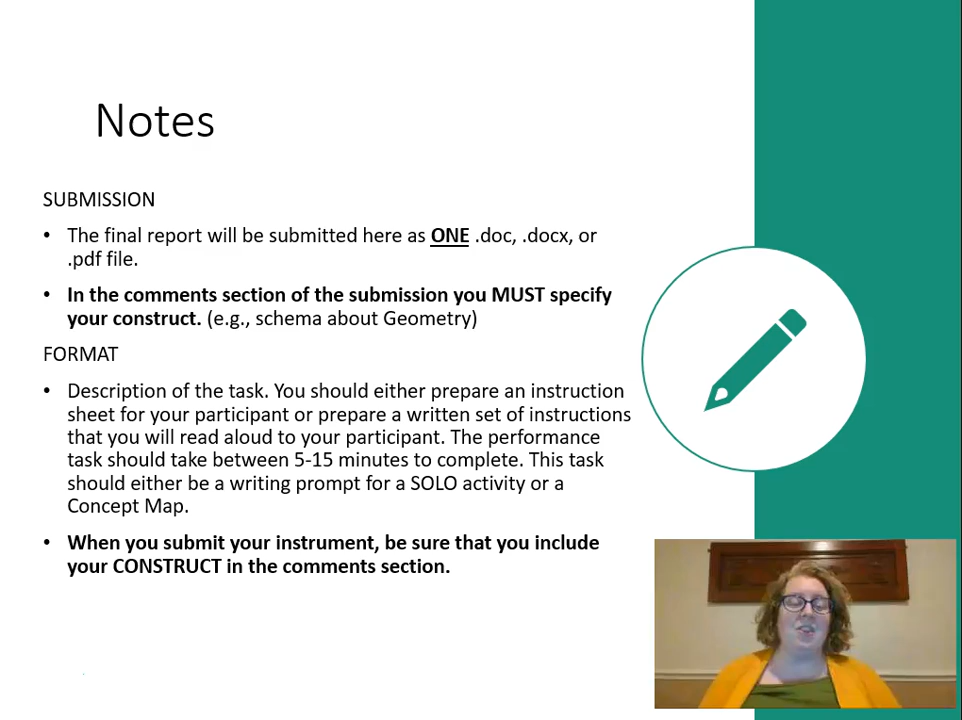 Notes
SUBMISSION
• The final report will be submitted here as ONE .doc, .docx, or
.pdf file.
• In the comments section of the submission you MUST specify
your construct. (e.g., schema about Geometry)
FORMAT
• Description of the task. You should either prepare an instruction
sheet for your participant or prepare a written set of instructions
that you will read aloud to your participant. The performance
task should take between 5-15 minutes to complete. This task
should either be a writing prompt for a SOLO activity or a
Concept Map.
• When you submit your instrument, be sure that you include
your CONSTRUCT in the comments section.